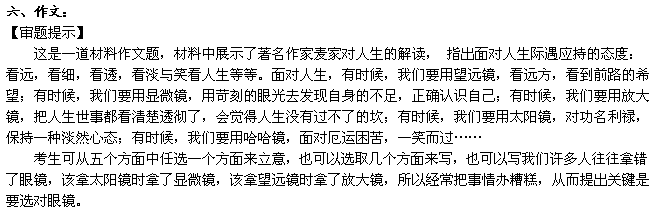 六、作文：
【审题提示】
这是一道材料作文题，材料中展示了著名作家麦家对人生的解读， 指出面对人生际遇应持的态度：
看远，看细，看透，看淡与笑看人生等等。面对人生，有时候，我们要用望远镜，看远方，看到前路的希
望；有时候，我们要用显微镜，用苛刻的眼光去发现自身的不足，正确认识自己；有时候，我们要用放大
镜，把人生世事都看清楚透彻了，会觉得人生没有过不了的坎；有时候，我们要用太阳镜，对功名利禄，
保持一种淡然心态；有时候，我们要用哈哈镜，面对厄运困苦，一笑而过……
考生可从五个方面中任选一个方面来立意，也可以选取几个方面来写，也可以写我们许多人往往拿错
了眼镜，该拿太阳镜时拿了显微镜，该拿望远镜时拿了放大镜，所以经常把事情办糟糕，从而提出关键是
要选对眼镜。